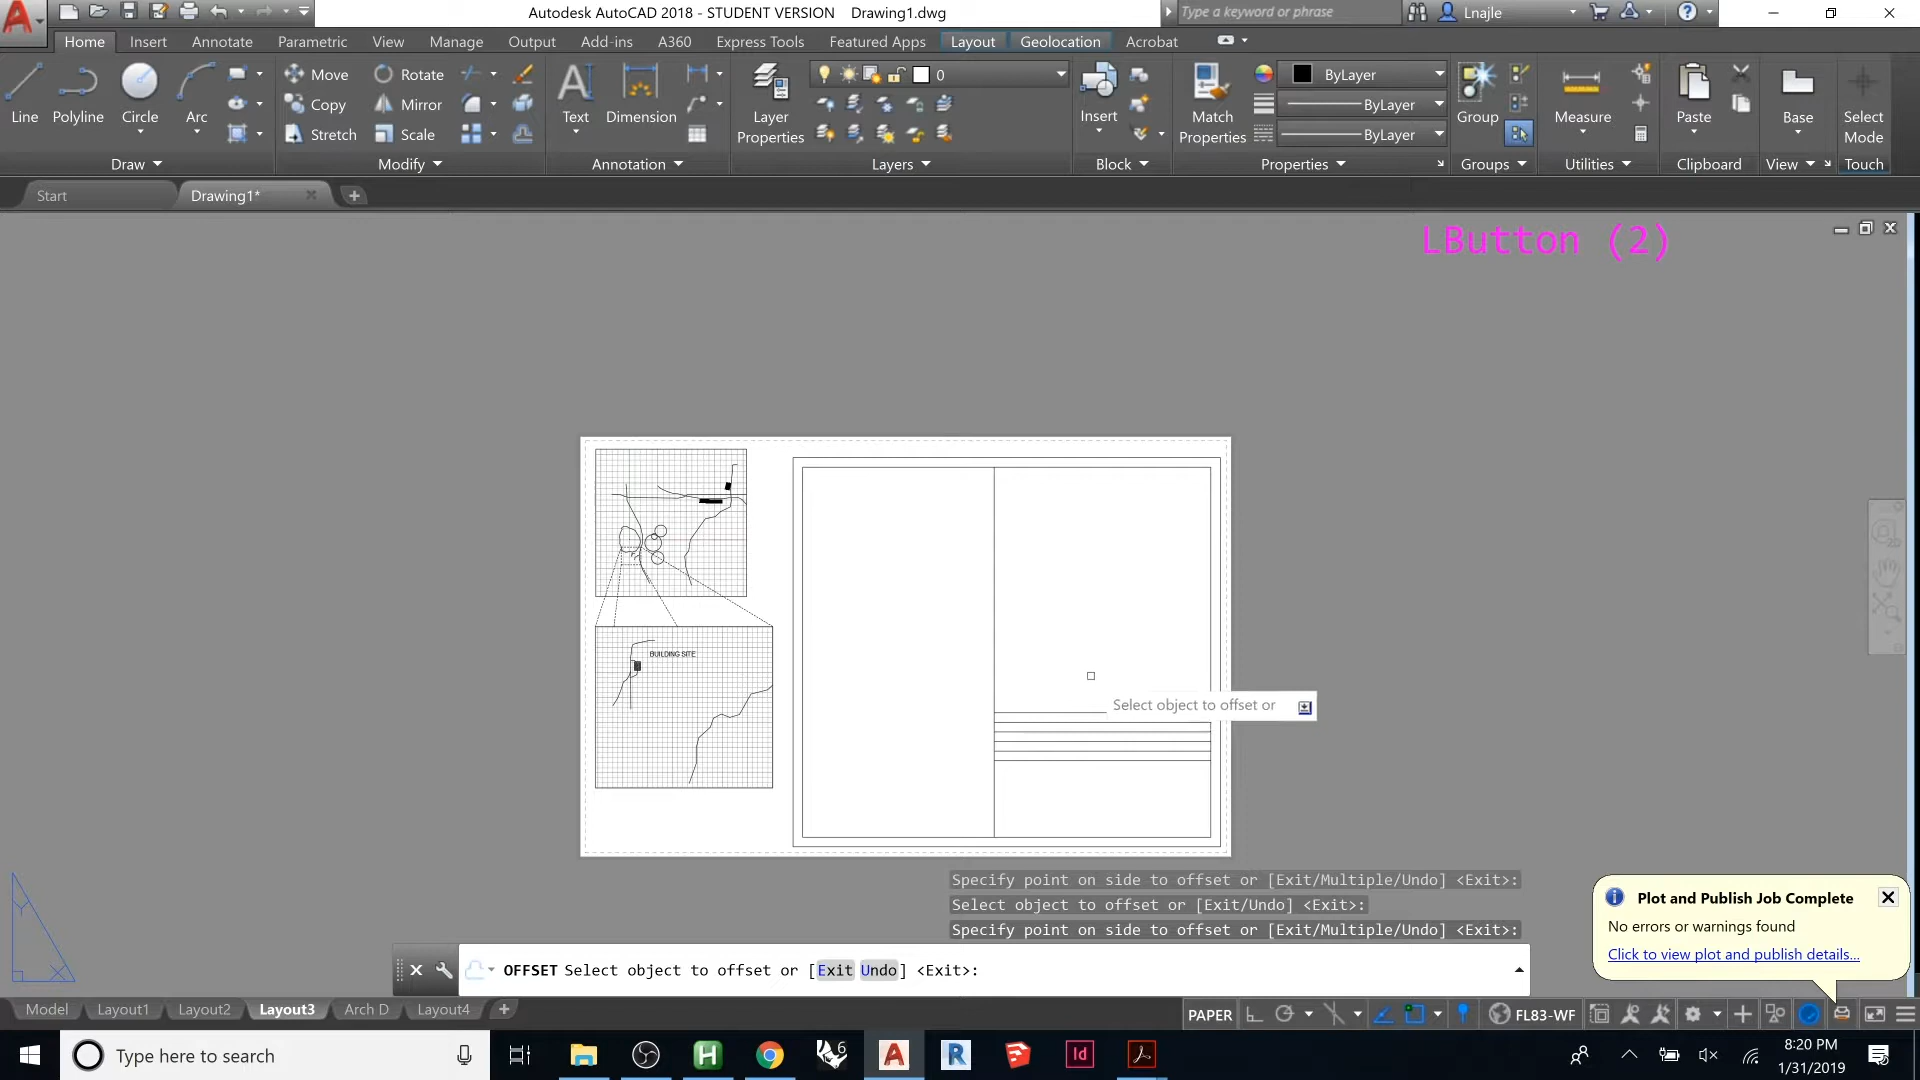 Autodesk AutoCAD 2018 - STUDENT VERSION Drawing1.dwg
Type a keyword or phrase
Lnajle
Home Insert Annotate Parametric View Manage Output Add-ins A360 Express Tools Featured Apps Layout Geolocation Acrobat
Line Polyline Circle Arc
Move Rotate
Copy Mirror
Stretch Scale
Text Dimension
Layer Properties
0
Insert
Match Properties
ByLayer
ByLayer
ByLayer
Group Measure Paste Base
Select Mode
Draw Modify Annotation Layers Block Properties Groups Utilities Clipboard View Touch
Start Drawing1*
LButton (2)
BUILDING SITE
Select object to offset or
Specify point on side to offset or [Exit/Multiple/Undo] <Exit>:
Select object to offset or [Exit/Undo] <Exit>:
Specify point on side to offset or [Exit/Multiple/Undo] <Exit>:
OFFSET Select object to offset or [Exit Undo] <Exit>:
Plot and Publish Job Complete
No errors or warnings found
Click to view plot and publish details...
Model Layout1 Layout2 Layout3 Arch D Layout4
PAPER FL83-WF
Type here to search
6
R
Id
8:20 PM
1/31/2019